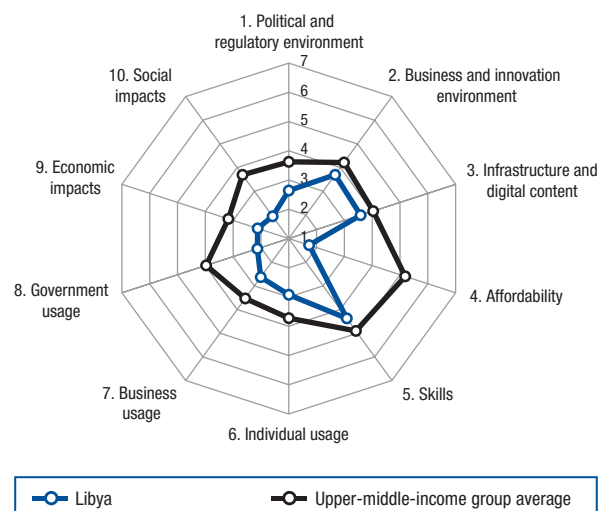 1. Political and
regulatory environment
10. Social
impacts
2. Business and innovation
environment
9. Economic
impacts
3. Infrastructure and
digital content
8. Government
usage
4. Affordability
7. Business
usage
5. Skills
6. Individual usage
7
6
5
4
3
2
1
Libya
Upper-middle-income group average